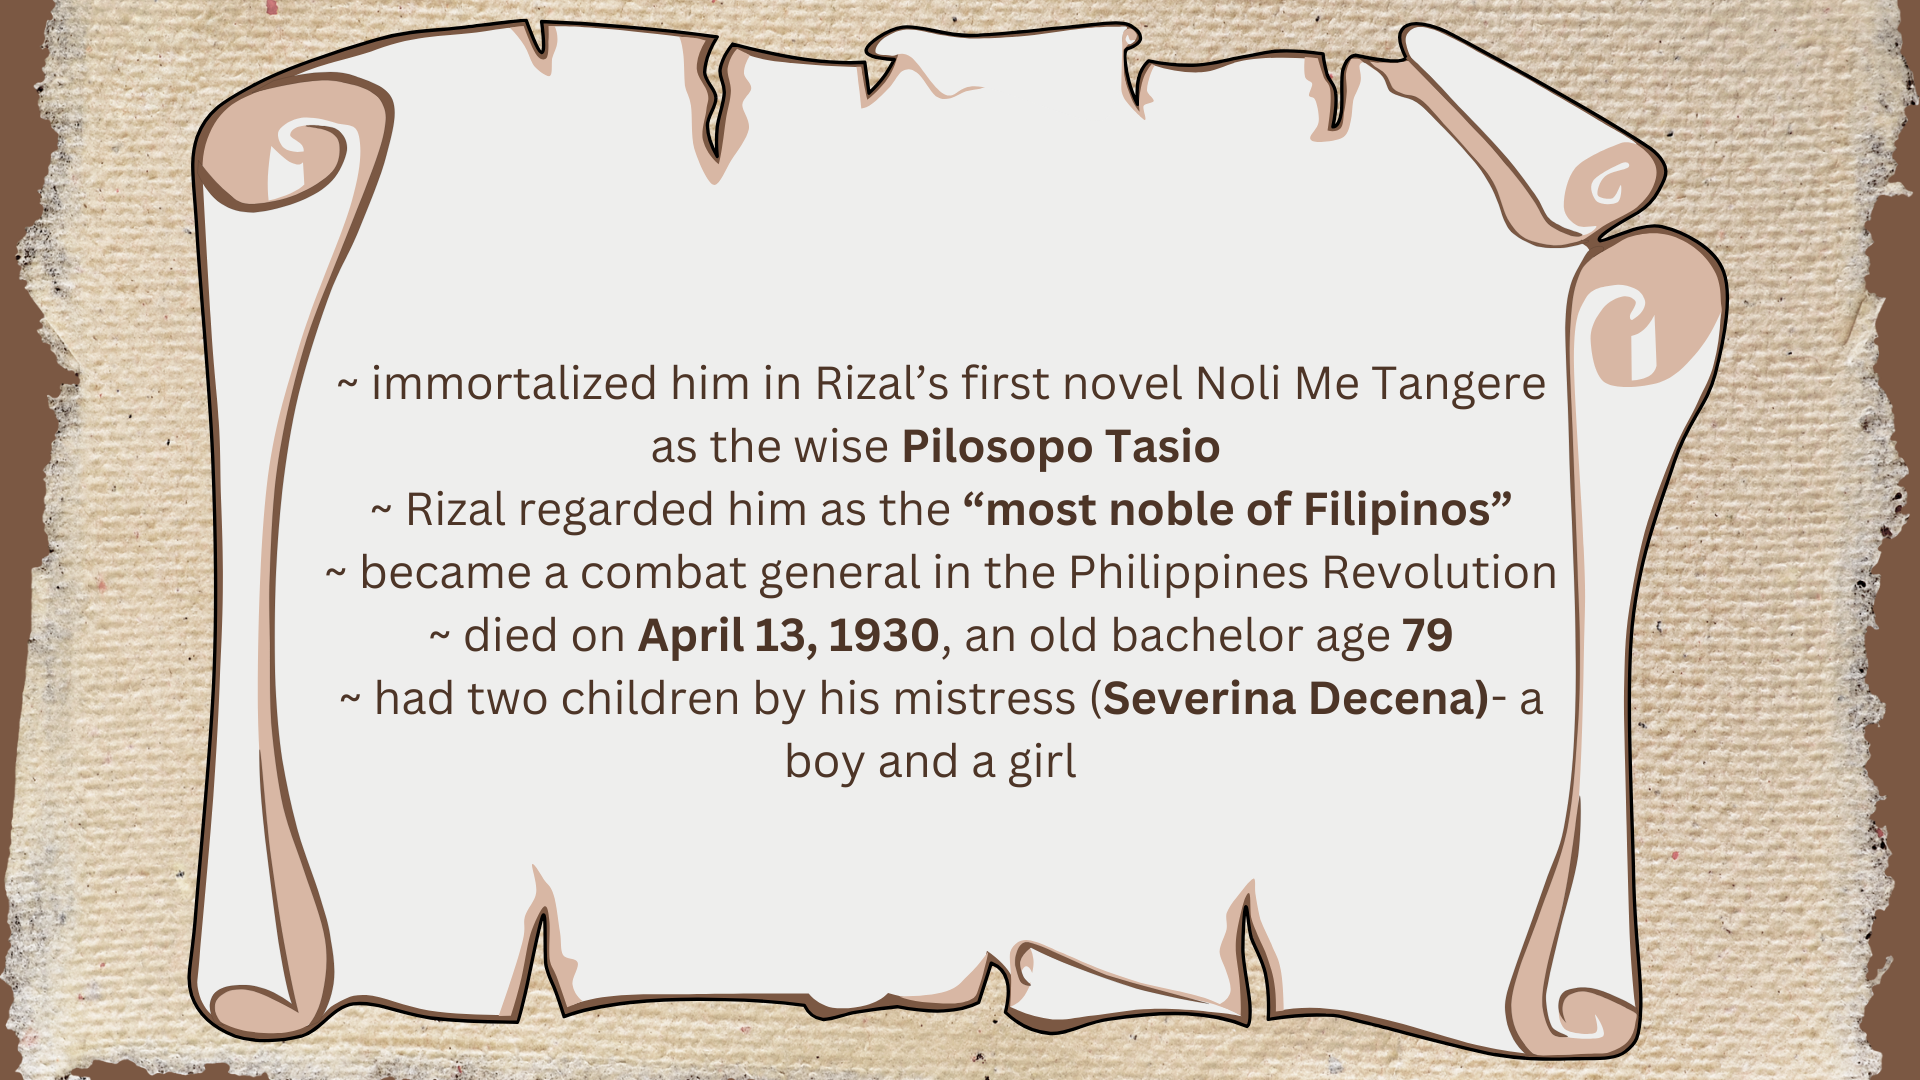 ~ immortalized him in Rizal’s first novel Noli Me Tangere
as the wise Pilosopo Tasio
~ Rizal regarded him as the “most noble of Filipinos”
~ became a combat general in the Philippines Revolution
~ died on April 13, 1930, an old bachelor age 79
~ had two children by his mistress (Severina Decena)- a
boy and a girl